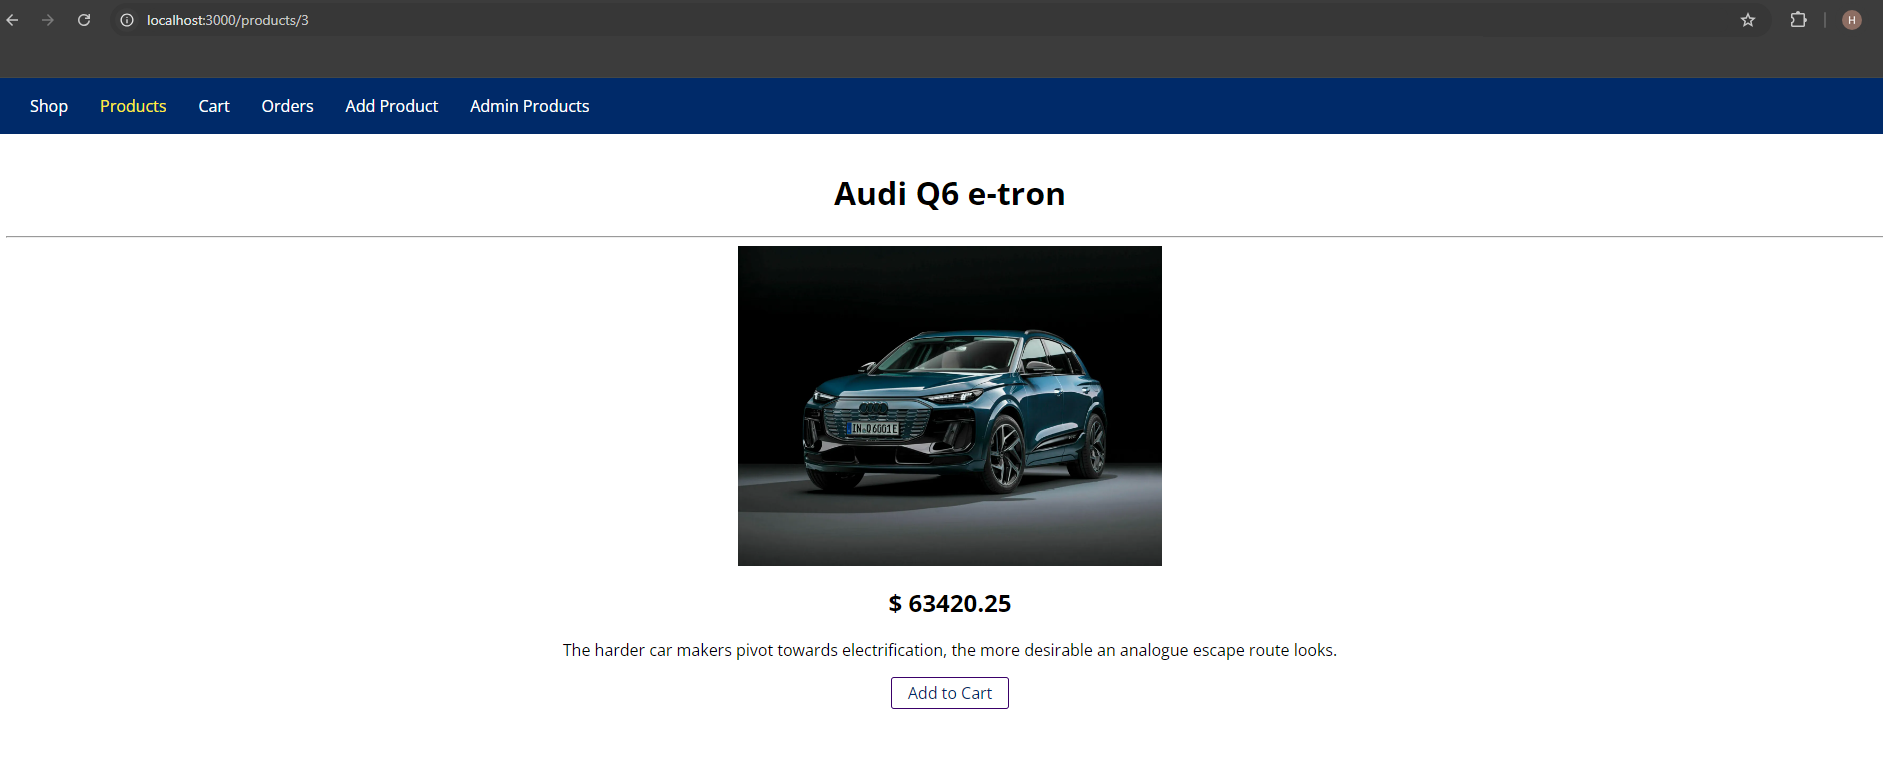 localhost:3000/products/3
H
Shop Products Cart Orders Add Product Admin Products
Audi Q6 e-tron
IN Q6001E
$ 63420.25
The harder car makers pivot towards electrification, the more desirable an analogue escape route looks.
Add to Cart